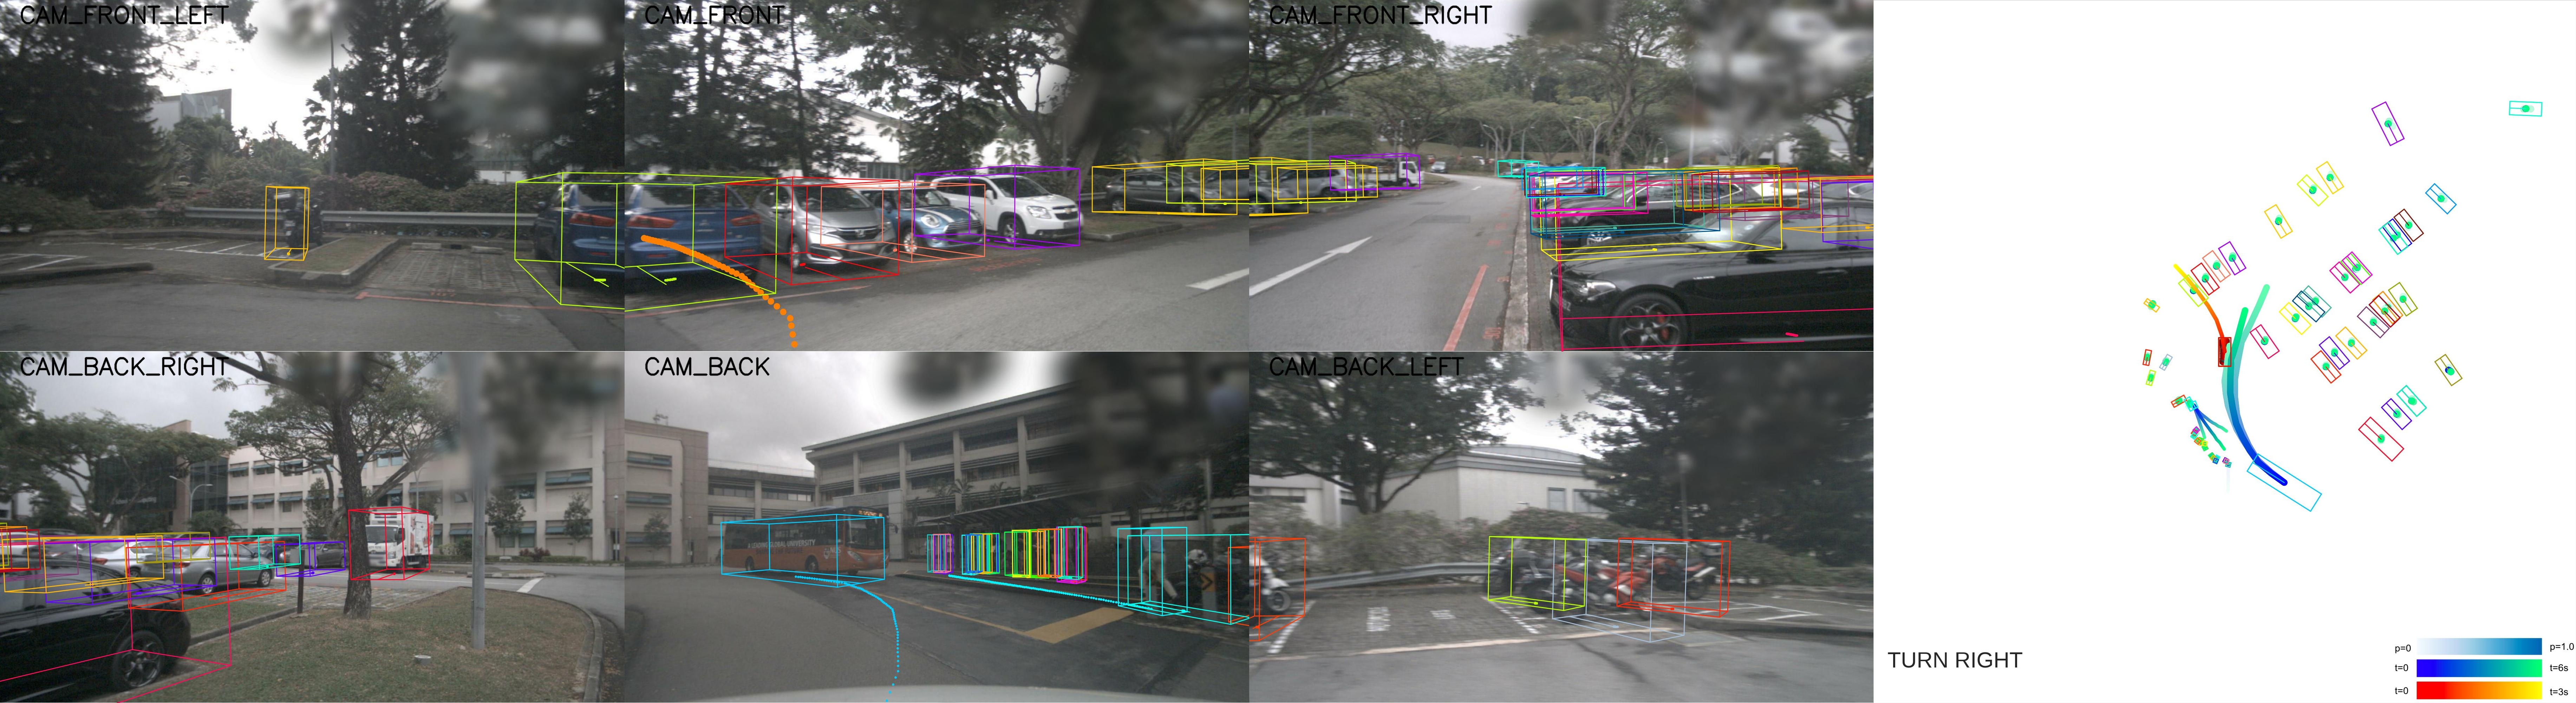 CAM_FRONT_LEFT
CAM_FRONT
CAM_FRONT_RIGHT
CAM_BACK_RIGHT
CAM_BACK
CAM_BACK_LEFT
TURN RIGHT
p=0
p=1.0
t=0
t=6s
t=0
t=3s